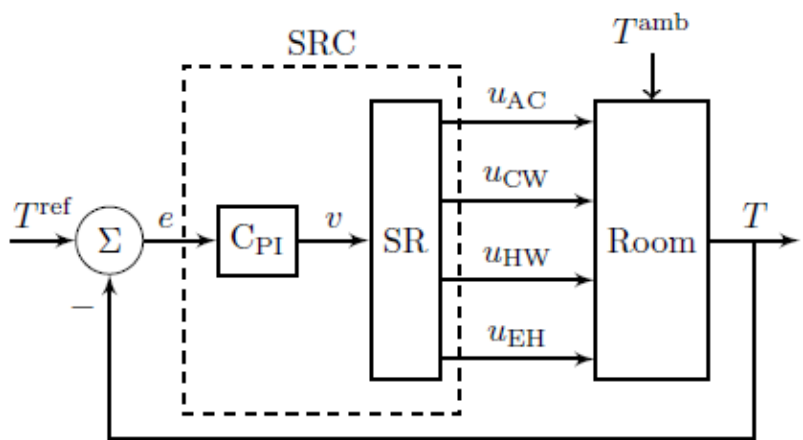 SRC
T^amb
u_AC
u_CW
T^ref
e
v
T
Σ
C_PI
SR
Room
−
u_HW
u_EH